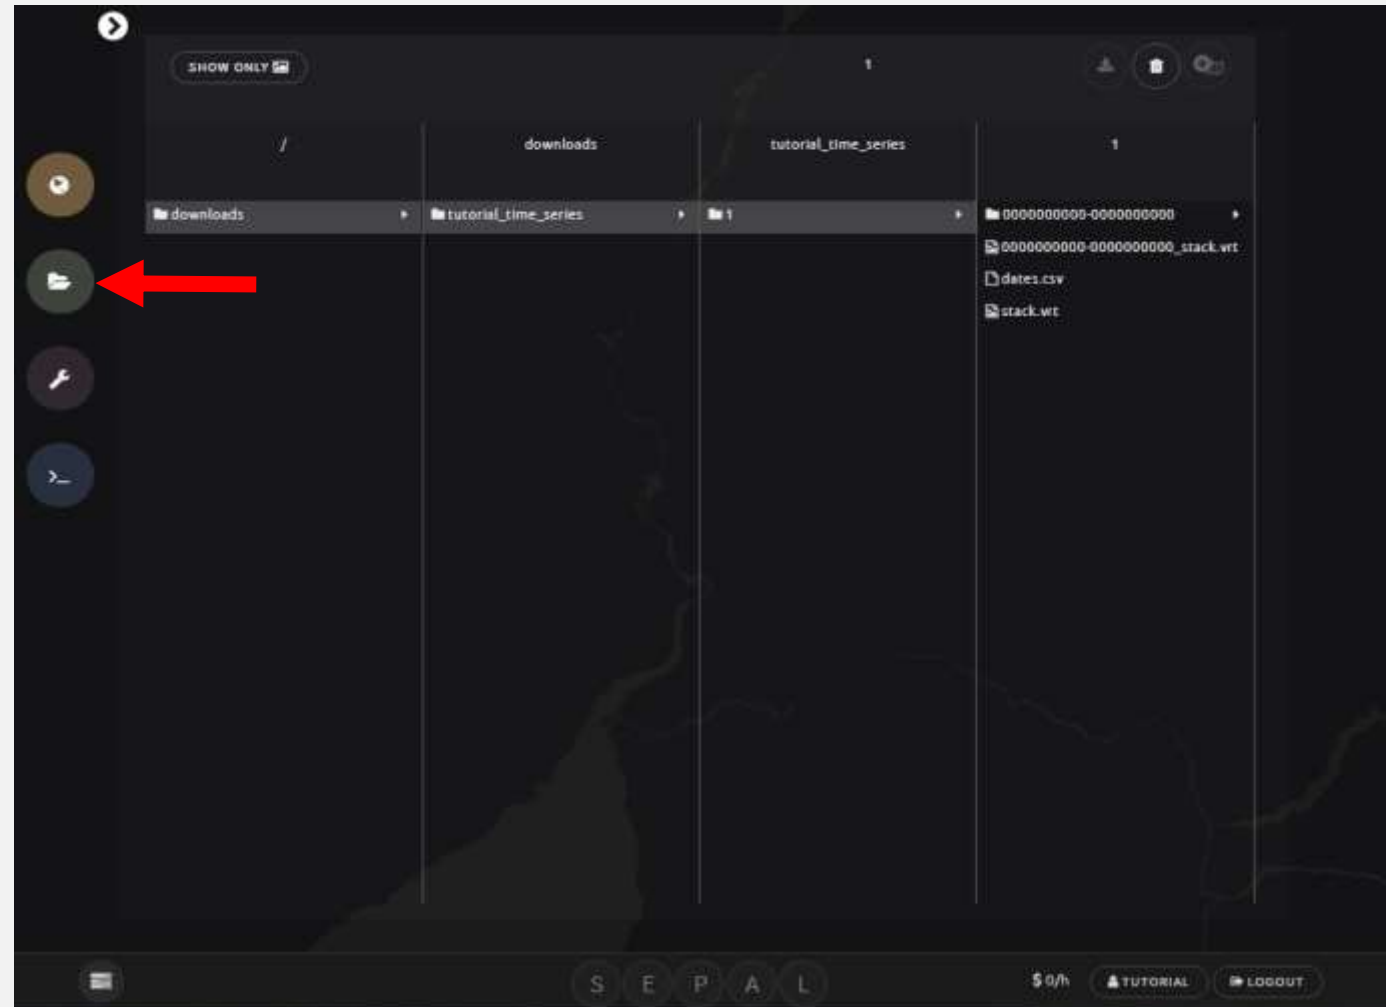 SHOW ONLY
1
/
downloads
tutorial_time_series
1
downloads
tutorial_time_series
1
0000000000-0000000000
0000000000-0000000000_stack.vrt
dates.csv
stack.vrt
>_
S E P A L
$ 0/h
TUTORIAL
LOGOUT